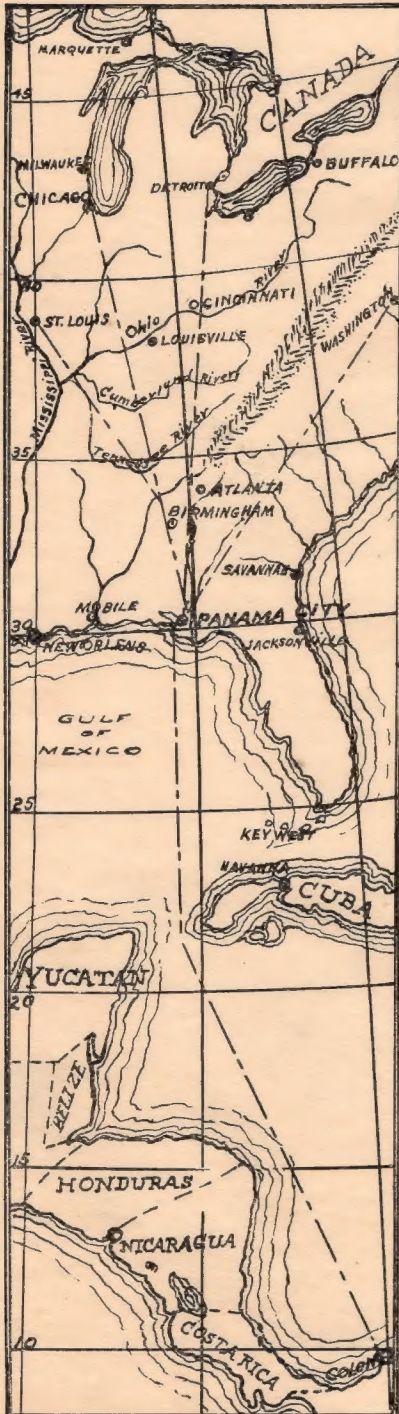 MARQUETTE
CANADA
45
MILWAUKEE
BUFFALO
DETROIT
CHICAGO
40
CINCINNATI
Ohio River
WASHINGTON
ST. LOUIS
LOUISVILLE
MISSISSIPPI RIVER
Cumberland River
Tennessee River
35
ATLANTA
BIRMINGHAM
SAVANNAH
MOBILE
PANAMA CITY
30
NEW ORLENS
JACKSONVILLE
GULF
OF
MEXICO
25
KEY WEST
HAVANNA
CUBA
YUCATAN
20
BELIZE
15
HONDURAS
NICARAGUA
COSTA RICA
10
COLON